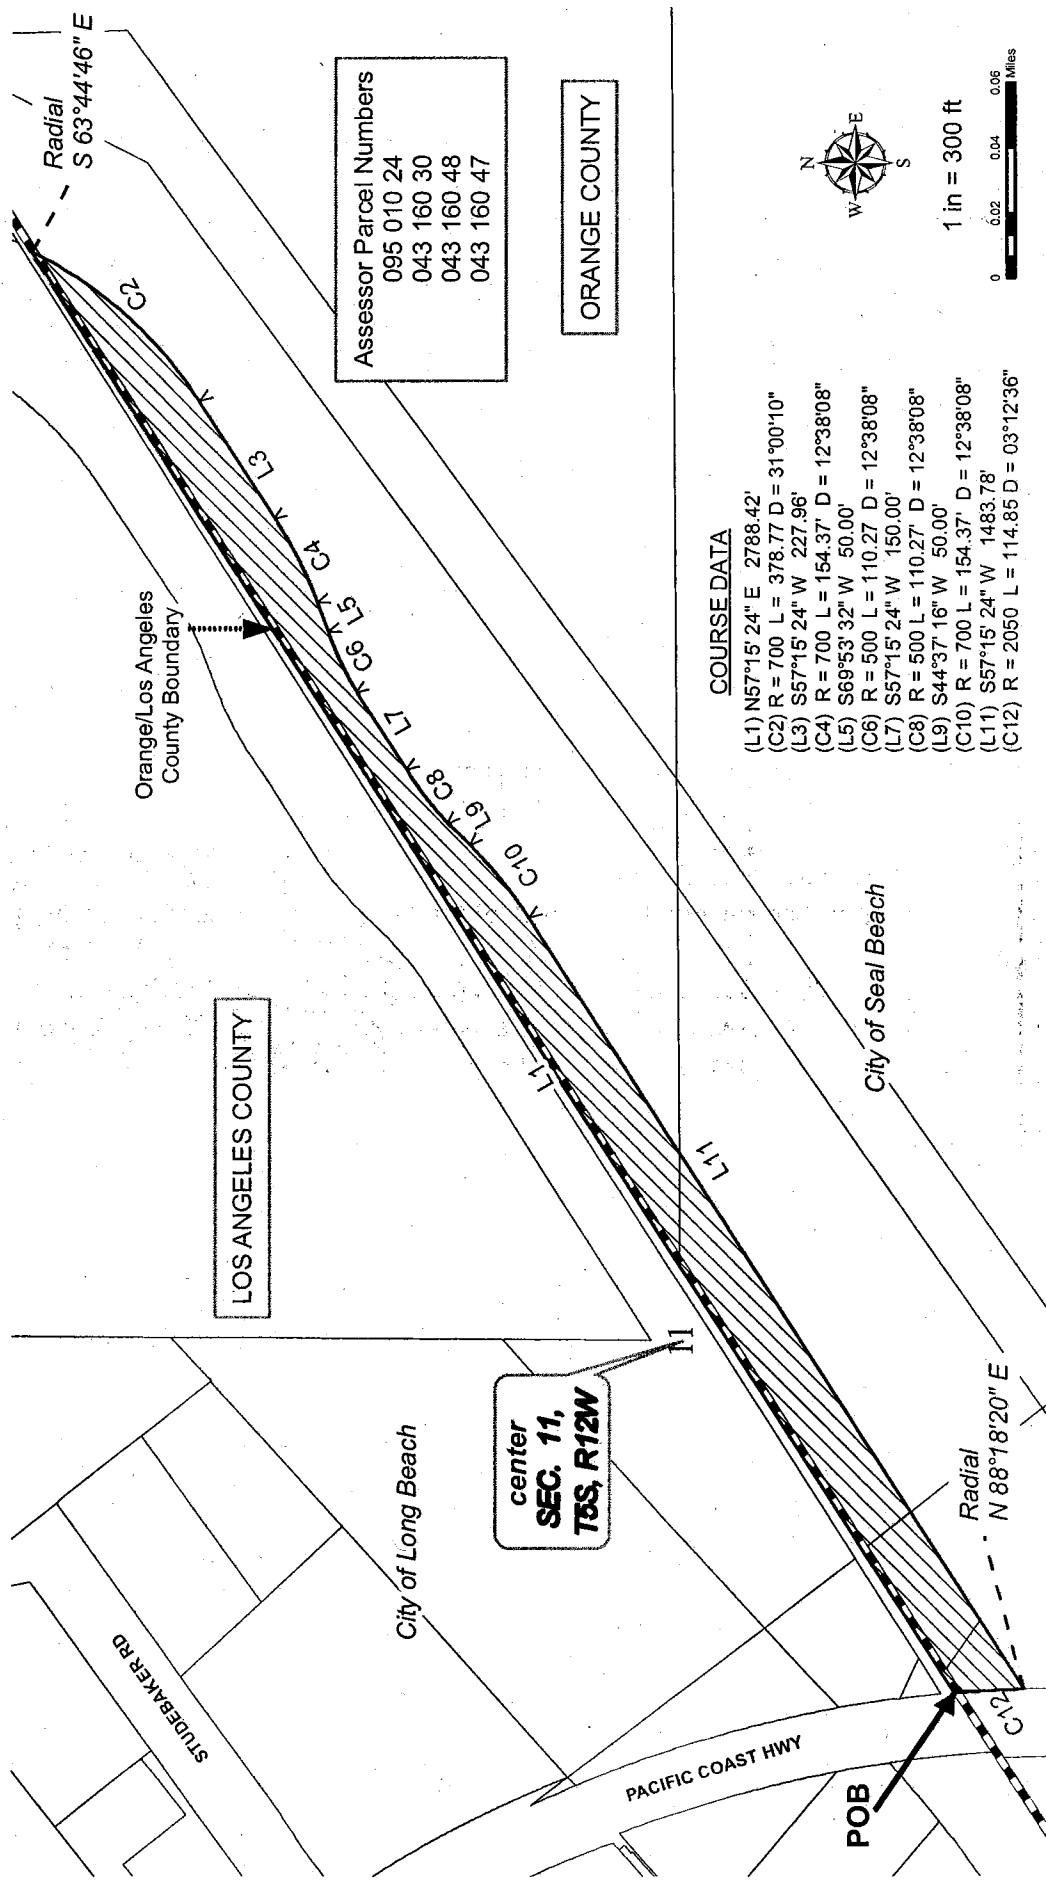 Radial
S 63°44'46" E
C2
L3
C4
L5
C6
L7
C8
L9
C10
L1
L11
C12
Orange/Los Angeles
County Boundary
LOS ANGELES COUNTY
Assessor Parcel Numbers
095 010 24
043 160 30
043 160 48
043 160 47
ORANGE COUNTY
N
W
E
S
1 in = 300 ft
0
0.02
0.04
0.06
Miles
COURSE DATA
(L1) N57°15' 24" E 2788.42'
(C2) R = 700 L = 378.77 D = 31°00'10"
(L3) S57°15' 24" W 227.96'
(C4) R = 700 L = 154.37' D = 12°38'08"
(L5) S69°53' 32" W 50.00'
(C6) R = 500 L = 110.27 D = 12°38'08"
(L7) S57°15' 24" W 150.00'
(C8) R = 500 L = 110.27' D = 12°38'08"
(L9) S44°37' 16" W 50.00'
(C10) R = 700 L = 154.37' D = 12°38'08"
(L11) S57°15' 24" W 1483.78'
(C12) R = 2050 L = 114.85 D = 03°12'36"
City of Seal Beach
11
center
SEC. 11,
T5S, R12W
City of Long Beach
STUDEBAKER RD
PACIFIC COAST HWY
POB
Radial
N 88°18'20" E